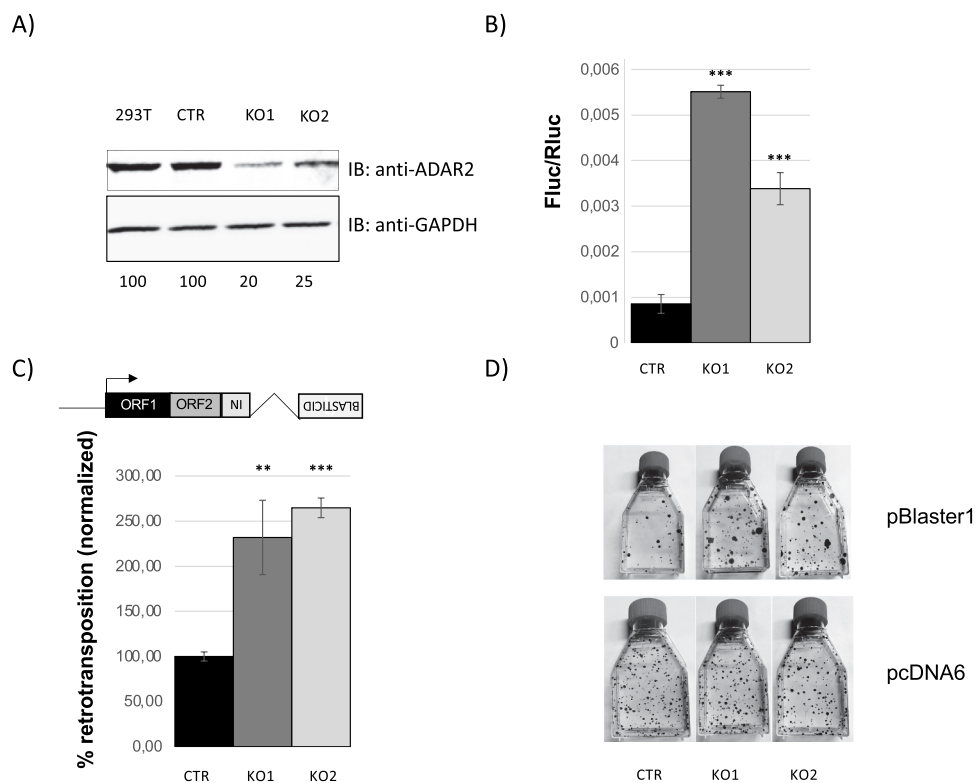 A)
293T CTR KO1 KO2
IB: anti-ADAR2
IB: anti-GAPDH
100 100 20 25
B)
Fluc/Rluc
0,006
0,005
0,004
0,003
0,002
0,001
0
***
***
CTR KO1 KO2
C)
ORF1 ORF2 IN BLASTICID
% retrotransposition (normalized)
300,00
250,00
200,00
150,00
100,00
50,00
0,00
** ***
CTR KO1 KO2
D)
pBlaster1
pcDNA6
CTR KO1 KO2